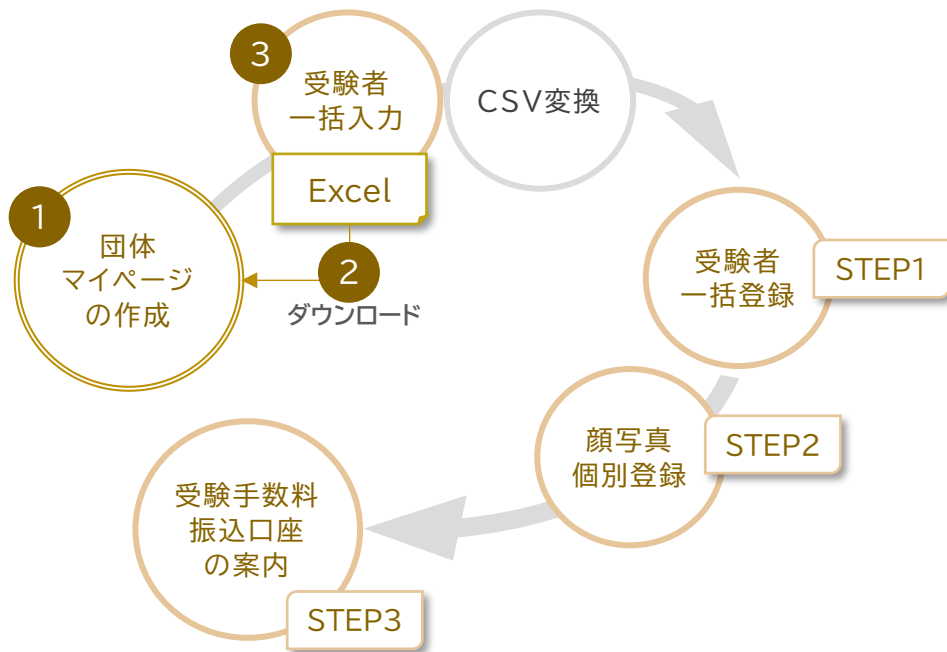 1
団体
マイページ
の作成
2
ダウンロード
3
受験者
一括入力
Excel
CSV変換
受験者
一括登録
STEP1
顔写真
個別登録
STEP2
受験手数料
振込口座
の案内
STEP3